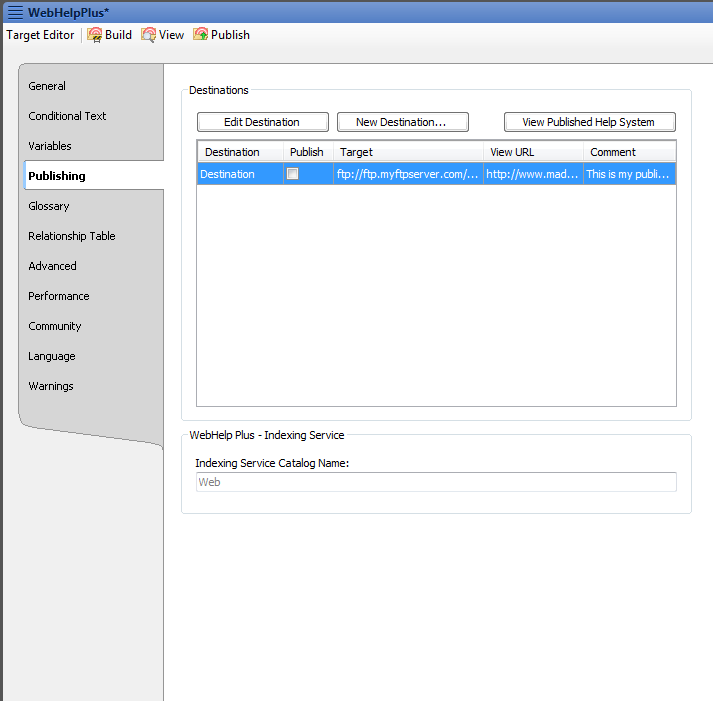 WebHelpPlus*
Target Editor Build View Publish
General
Conditional Text
Variables
Publishing
Glossary
Relationship Table
Advanced
Performance
Community
Language
Warnings
Destinations
Edit Destination New Destination... View Published Help System
Destination Publish Target View URL Comment
Destination ftp://ftp.myftpserver.com/... http://www.mad... This is my publi...
WebHelp Plus - Indexing Service
Indexing Service Catalog Name:
Web